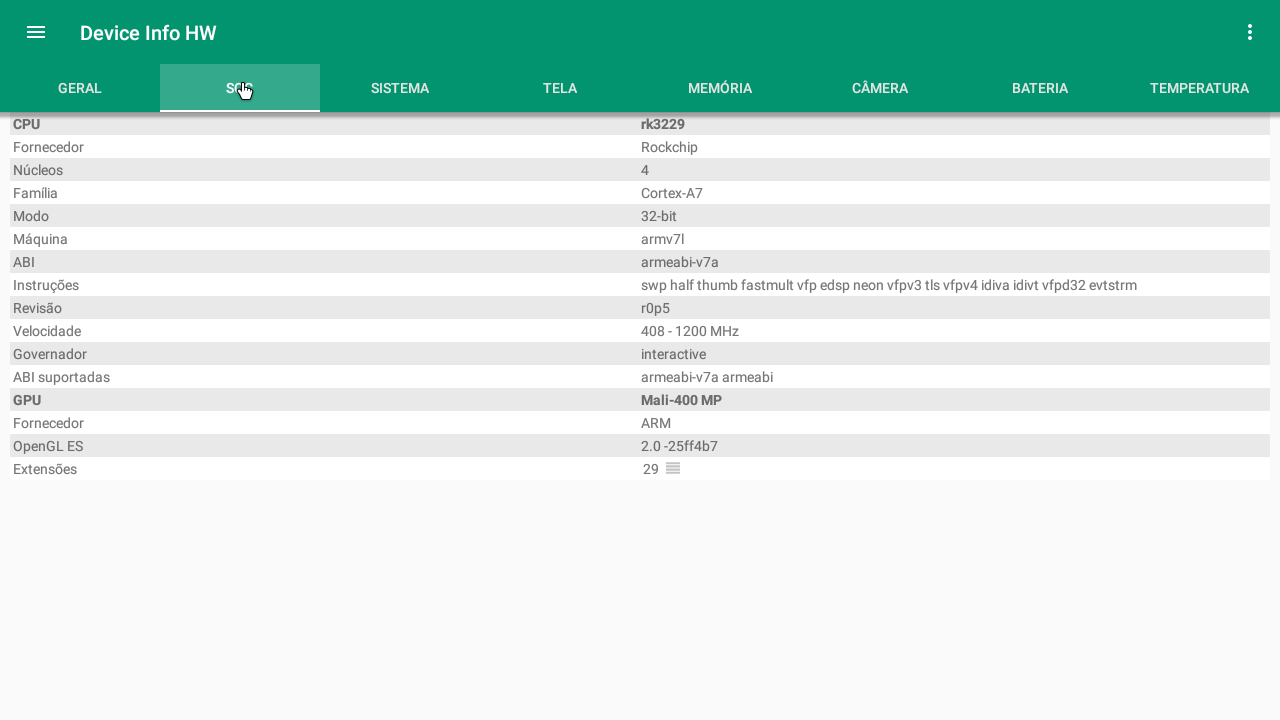 Device Info HW
GERAL SISTEMA TELA MEMÓRIA CÂMERA BATERIA TEMPERATURA
CPU rk3229
Fornecedor Rockchip
Núcleos 4
Família Cortex-A7
Modo 32-bit
Máquina armv7l
ABI armeabi-v7a
Instruções swp half thumb fastmult vfp edsp neon vfpv3 tls vfpv4 idiva idivt vfpd32 evtstrm
Revisão r0p5
Velocidade 408 - 1200 MHz
Governador interactive
ABI suportadas armeabi-v7a armeabi
GPU Mali-400 MP
Fornecedor ARM
OpenGL ES 2.0 -25ff4b7
Extensões 29